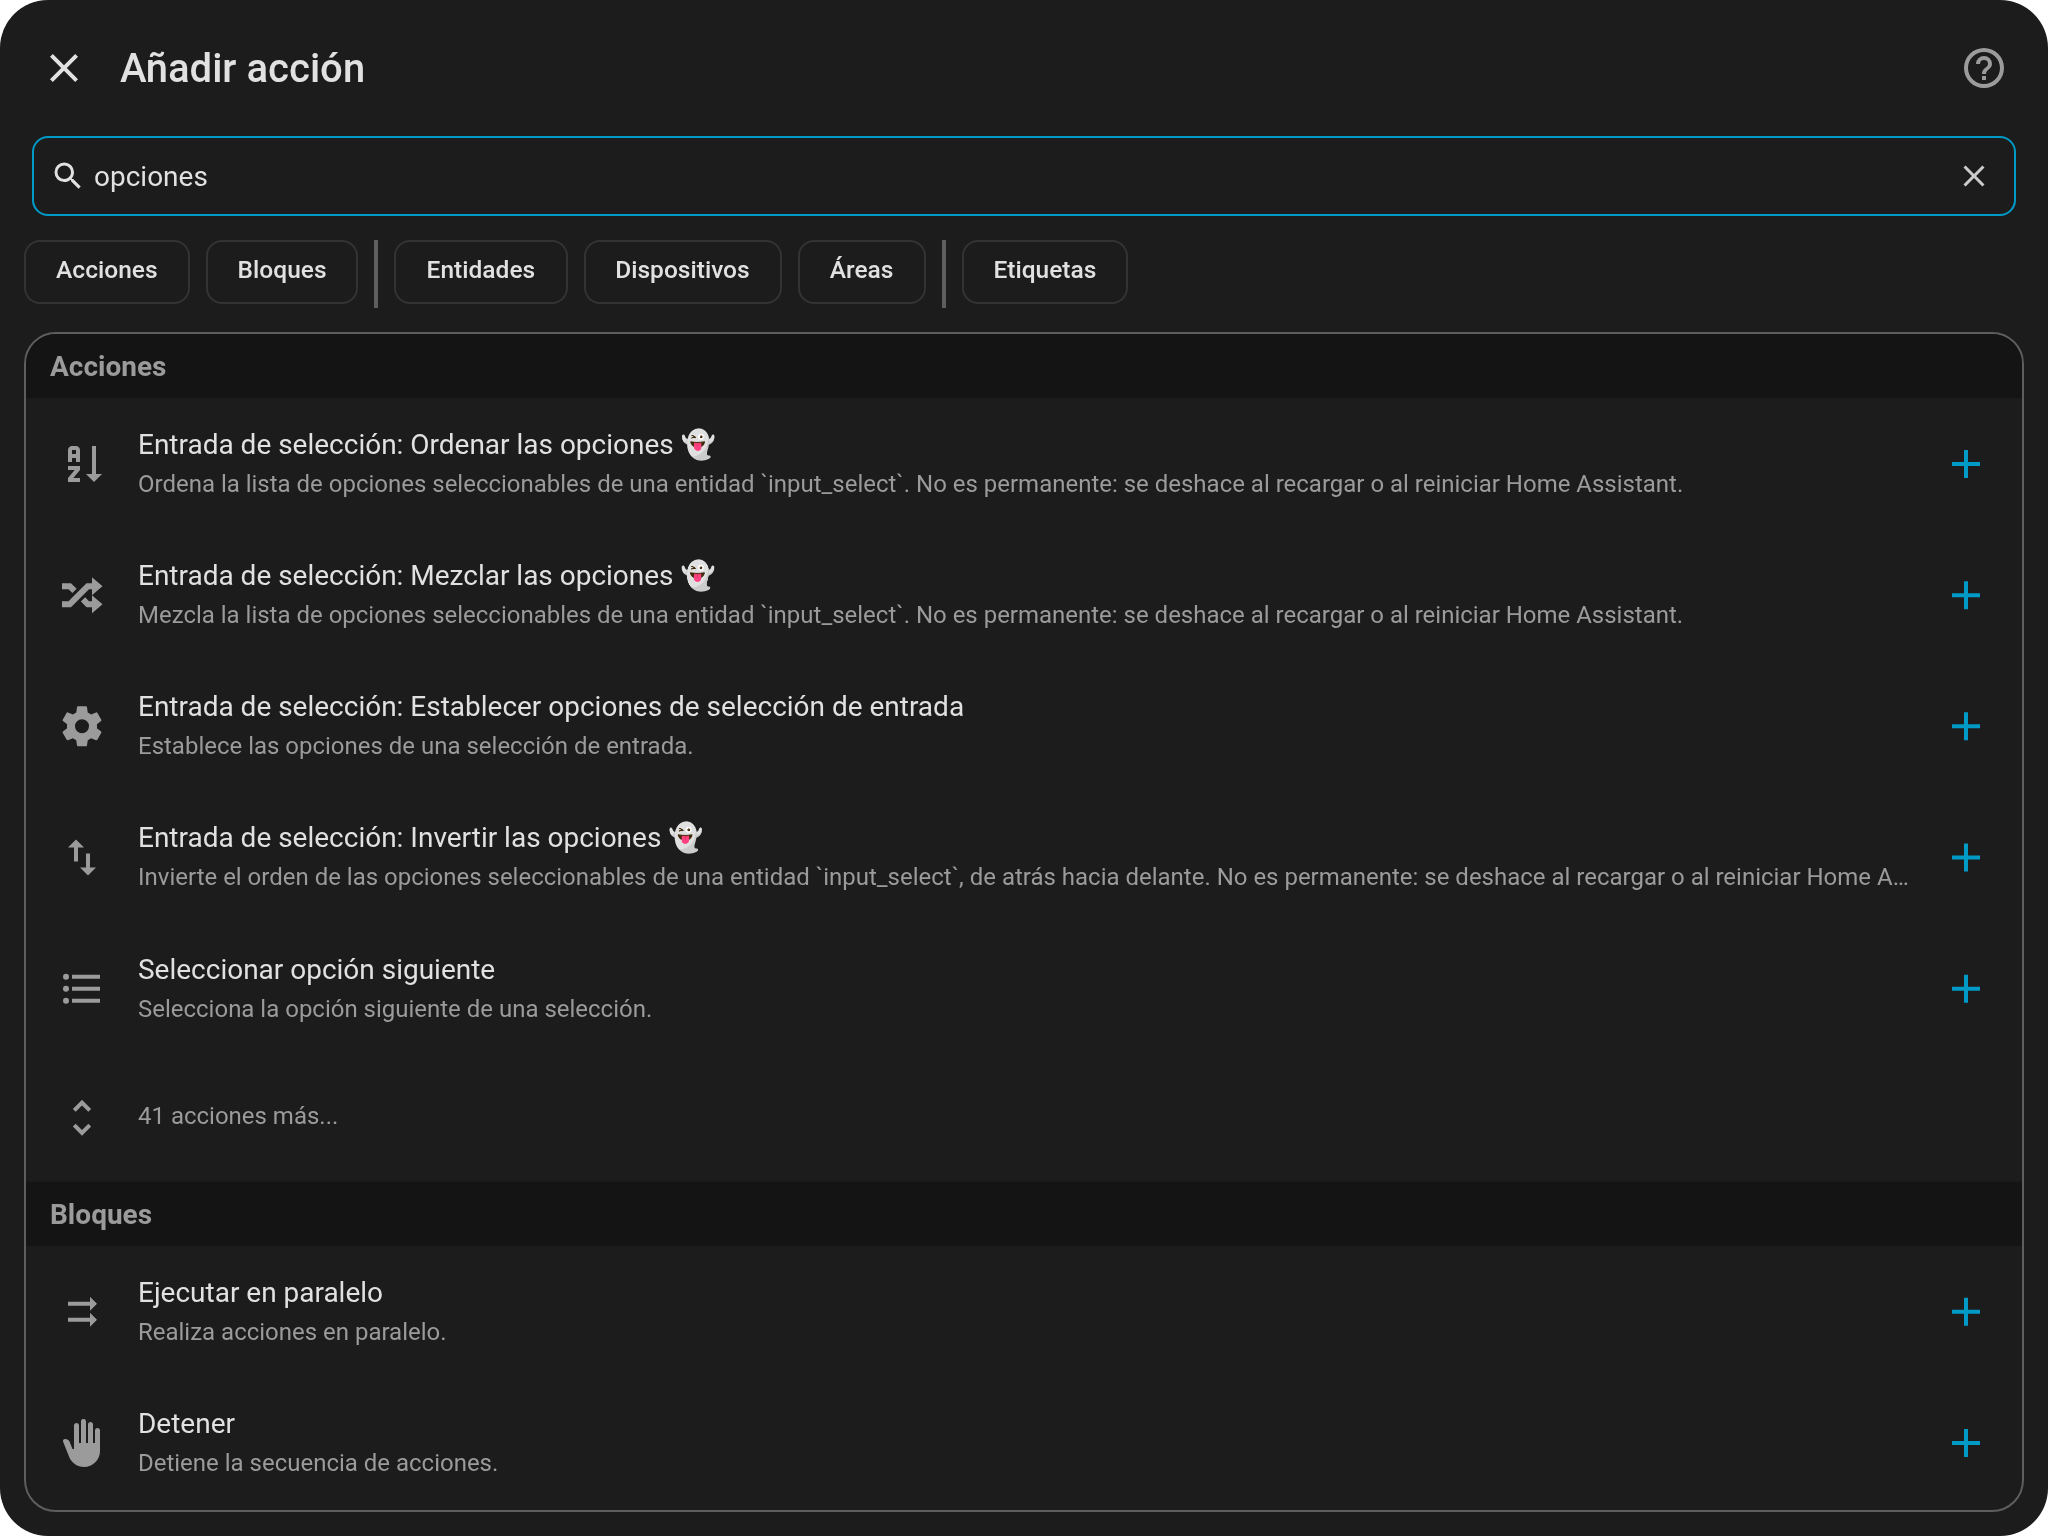 Añadir acción
opciones
Acciones
Bloques
Entidades
Dispositivos
Áreas
Etiquetas
Acciones
Entrada de selección: Ordenar las opciones 👻
Ordena la lista de opciones seleccionables de una entidad `input_select`. No es permanente: se deshace al recargar o al reiniciar Home Assistant.
Entrada de selección: Mezclar las opciones 👻
Mezcla la lista de opciones seleccionables de una entidad `input_select`. No es permanente: se deshace al recargar o al reiniciar Home Assistant.
Entrada de selección: Establecer opciones de selección de entrada
Establece las opciones de una selección de entrada.
Entrada de selección: Invertir las opciones 👻
Invierte el orden de las opciones seleccionables de una entidad `input_select`, de atrás hacia delante. No es permanente: se deshace al recargar o al reiniciar Home A...
Seleccionar opción siguiente
Selecciona la opción siguiente de una selección.
41 acciones más...
Bloques
Ejecutar en paralelo
Realiza acciones en paralelo.
Detener
Detiene la secuencia de acciones.